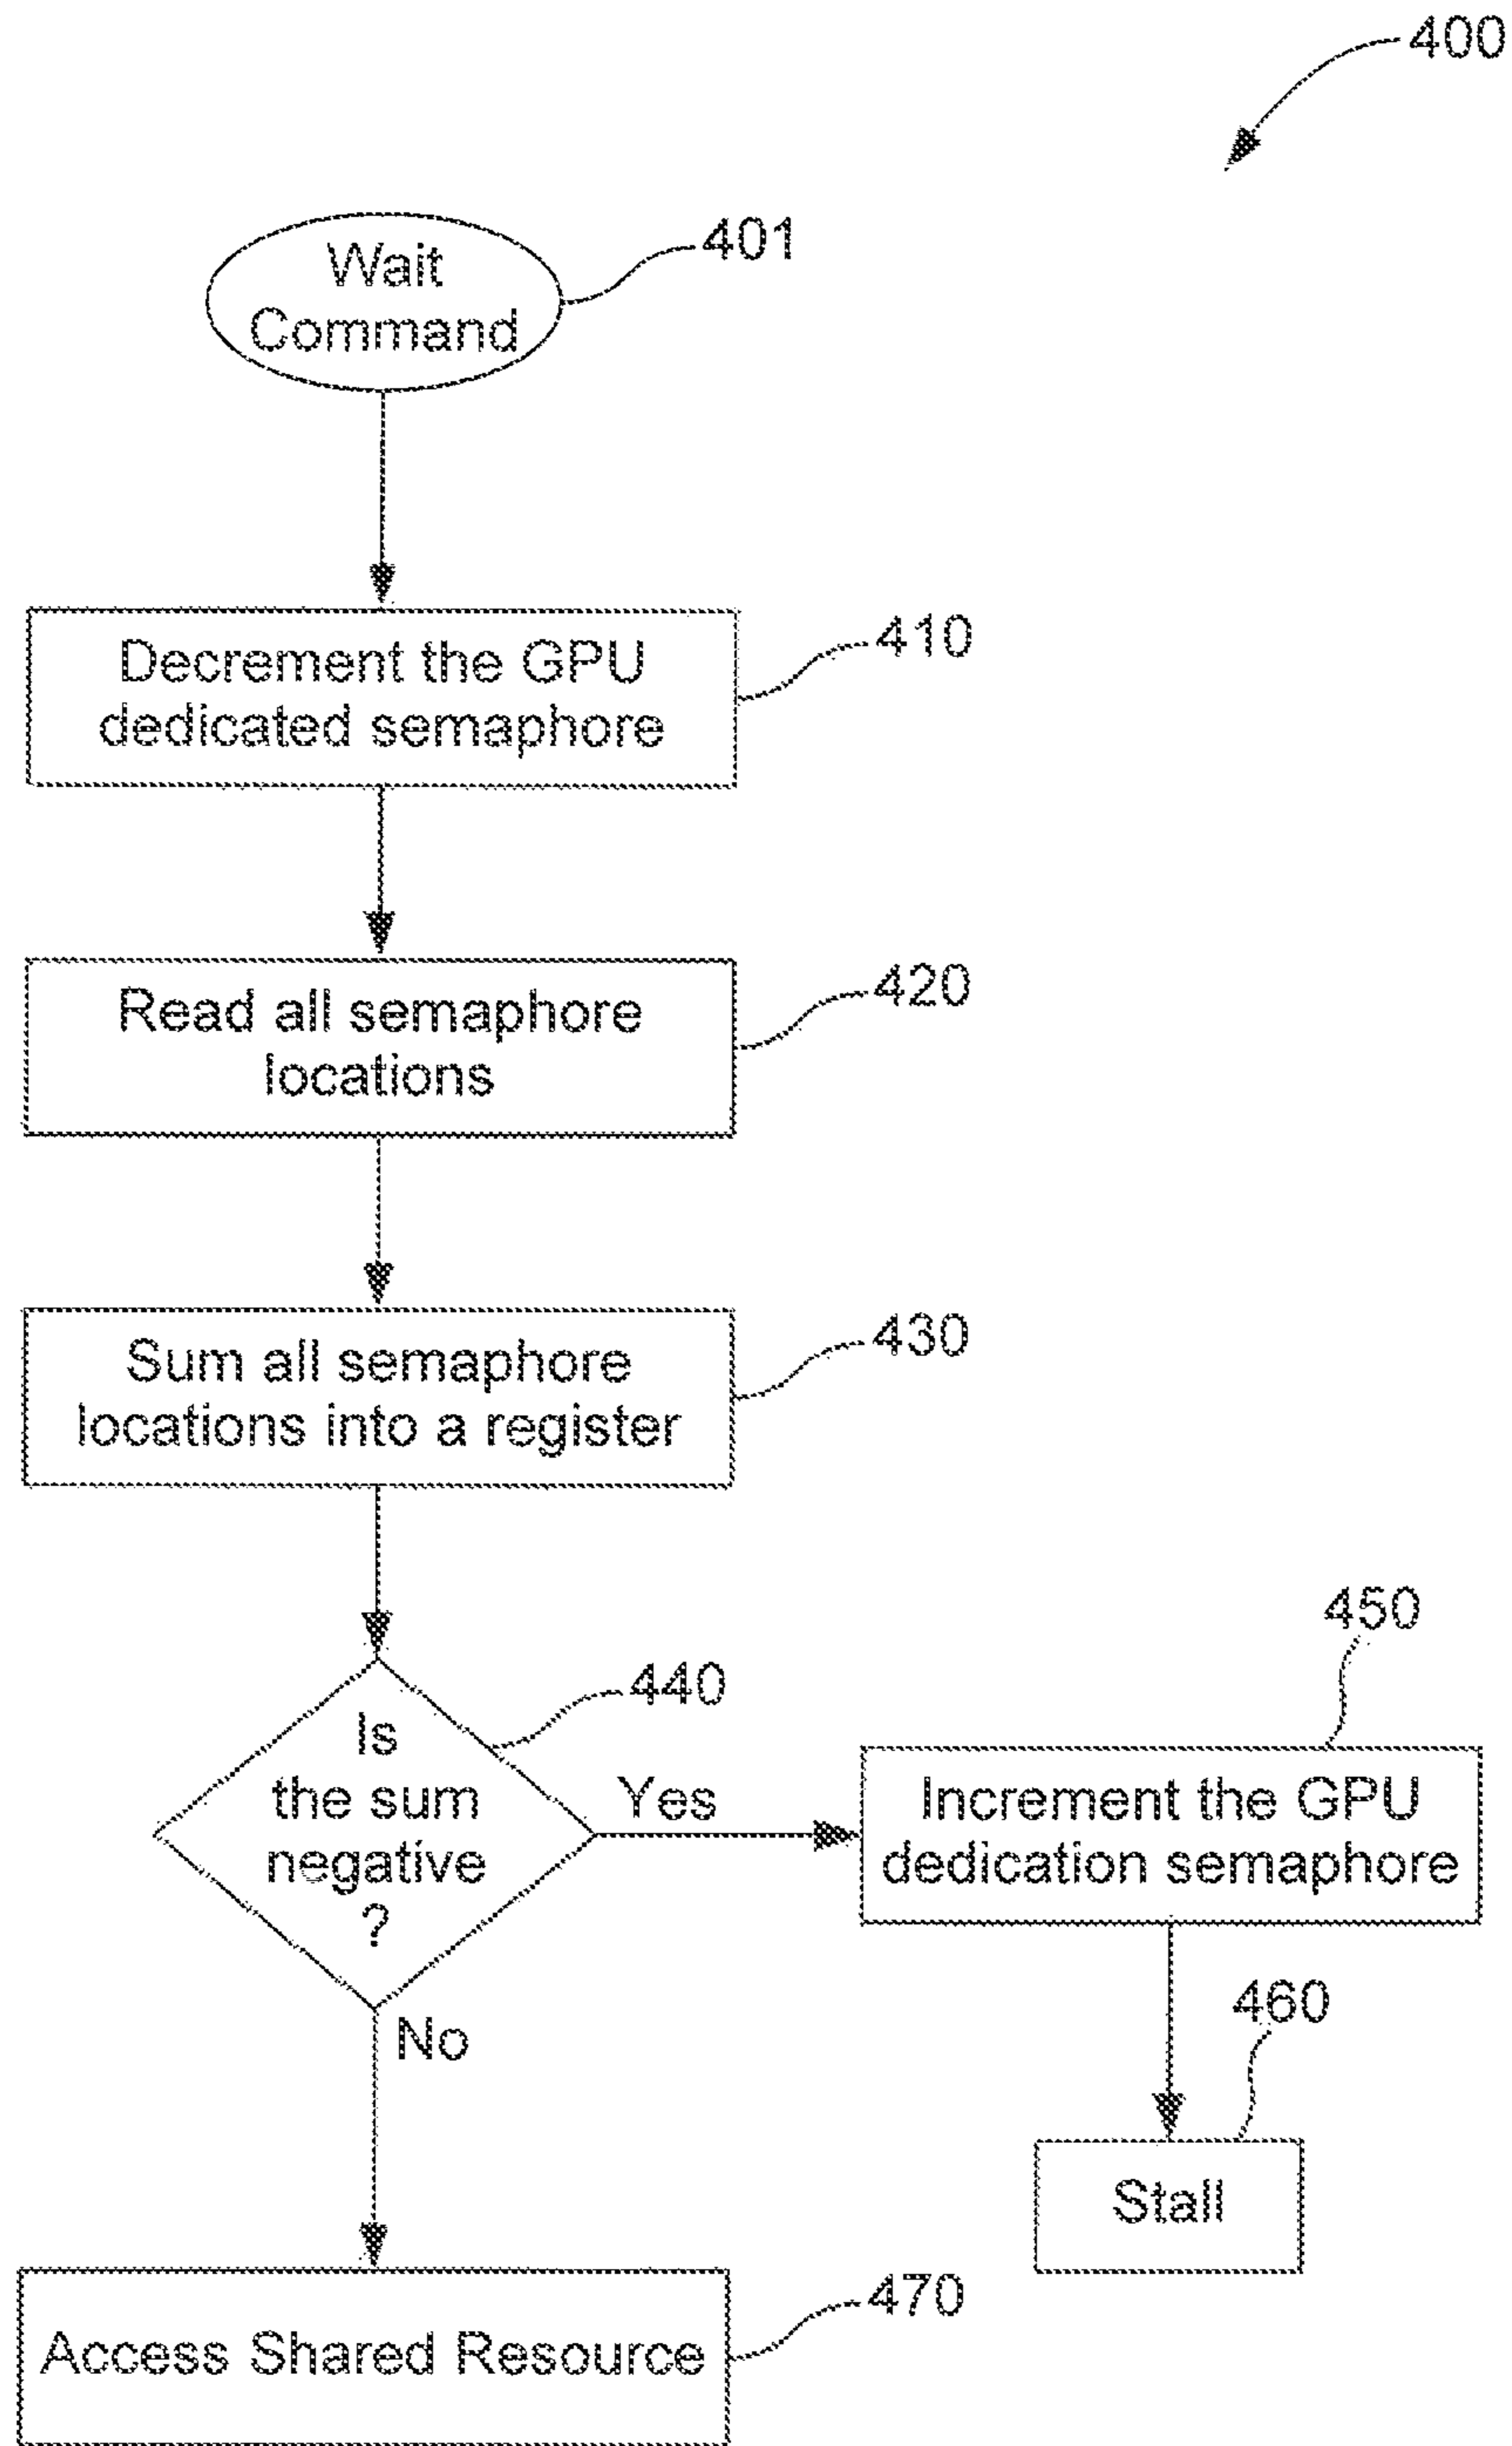 400
Wait
Command
401
Decrement the GPU
dedicated semaphore
410
Read all semaphore
locations
420
Sum all semaphore
locations into a register
430
Is
the sum
negative
?
440
Yes
Increment the GPU
dedication semaphore
450
Stall
460
No
Access Shared Resource
470